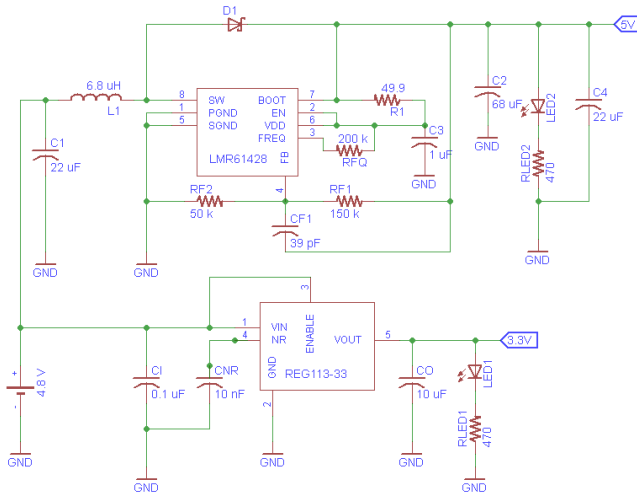 D1
5V
6.8 uH
L1
49.9
R1
8 SW BOOT 7
1 PGND EN 2
5 SGND VDD 6
FREQ 3
FB
LMR61428
4
200 k
RFQ
C1
22 uF
GND
C3
1 uF
GND
C2
68 uF
GND
LED2
RLED2
470
GND
C4
22 uF
RF2
50 k
RF1
150 k
CF1
39 pF
GND
3
1 VIN
4 NR
ENABLE
VOUT 5
GND
REG113-33
2
GND
3.3V
+
-
4.8 V
GND
CI
0.1 uF
GND
CNR
10 nF
CO
10 uF
GND
LED1
RLED1
470
GND